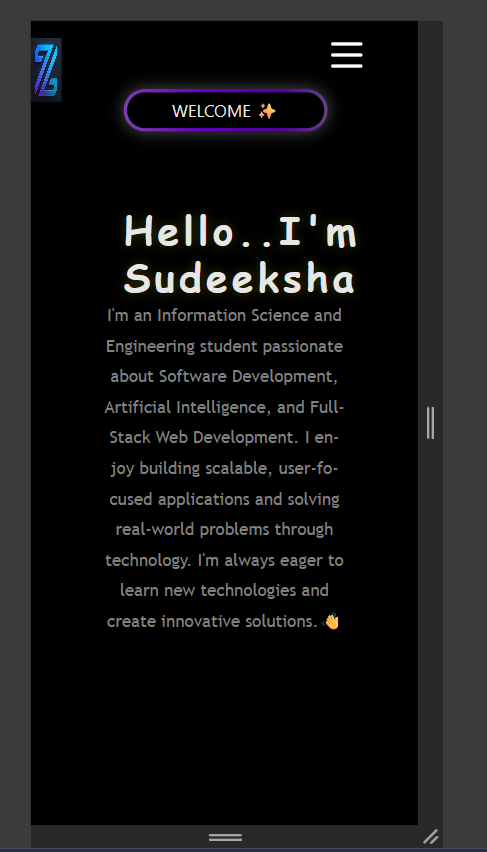 WELCOME ✨
Hello..I'm
Sudeeksha
I'm an Information Science and
Engineering student passionate
about Software Development,
Artificial Intelligence, and Full-
Stack Web Development. I en-
joy building scalable, user-fo-
cused applications and solving
real-world problems through
technology. I'm always eager to
learn new technologies and
create innovative solutions.👋